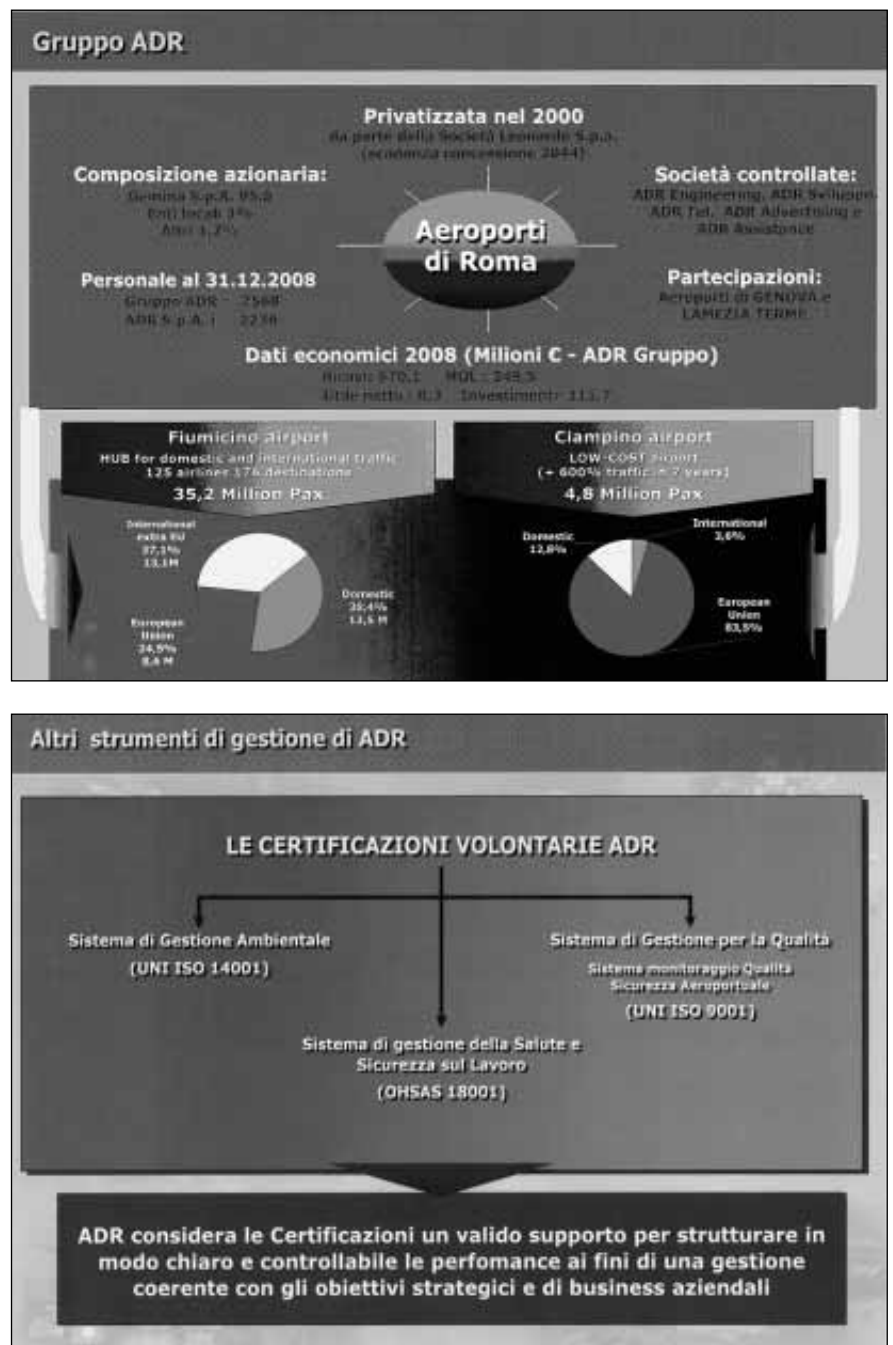 Gruppo ADR
Privatizzata nel 2000
da parte della Società Leonardo S.p.a.
(scadenza concessione 2044)
Composizione azionaria:
Gemina S.p.A. 95,8
Enti locali 3%
Altri 1,2%
Società controllate:
ADR Engineering, ADR Sviluppo,
ADR Tel, ADR Advertising e
ADR Assistance
Aeroporti
di Roma
Personale al 31.12.2008
Gruppo ADR
ADR S.p.A.
Partecipazioni:
Aeroporti di GENOVA e
LAMEZIA TERME
Dati economici 2008 (Milioni € - ADR Gruppo)
Ricavi: 570,1 MOL :
Utile netto : Investimenti
Fiumicino airport
HUB for domestic and international traffic
125 airlines 176 destinations
35,2 Million Pax
Ciampino airport
LOW-COST airport
(+ 600% traffic in 7 years)
4,8 Million Pax
International
extra EU
37,1%
13,1M
Domestic
38,4%
13,5 M
European
Union
24,5%
8,6 M
Domestic
12,8%
International
3,6%
European
Union
83,5%
Altri strumenti di gestione di ADR
LE CERTIFICAZIONI VOLONTARIE ADR
Sistema di Gestione Ambientale
(UNI ISO 14001)
Sistema di Gestione per la Qualità
Sistema monitoraggio Qualità
Sicurezza Aeroportuale
(UNI ISO 9001)
Sistema di gestione della Salute e
Sicurezza sul Lavoro
(OHSAS 18001)
ADR considera le Certificazioni un valido supporto per strutturare in
modo chiaro e controllabile le perfomance ai fini di una gestione
coerente con gli obiettivi strategici e di business aziendali